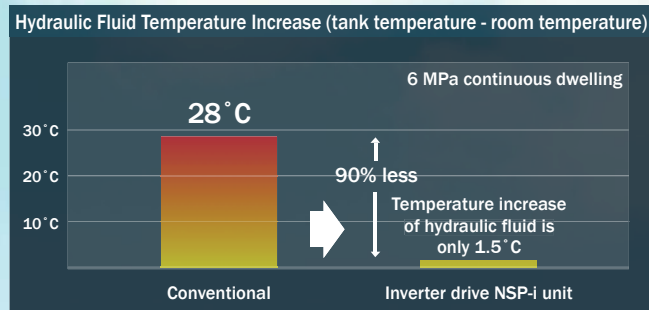 Hydraulic Fluid Temperature Increase (tank temperature - room temperature)
6 MPa continuous dwelling
28˚C
30˚C
20˚C
10˚C
90% less
Temperature increase
of hydraulic fluid is
only 1.5˚C
Conventional
Inverter drive NSP-i unit